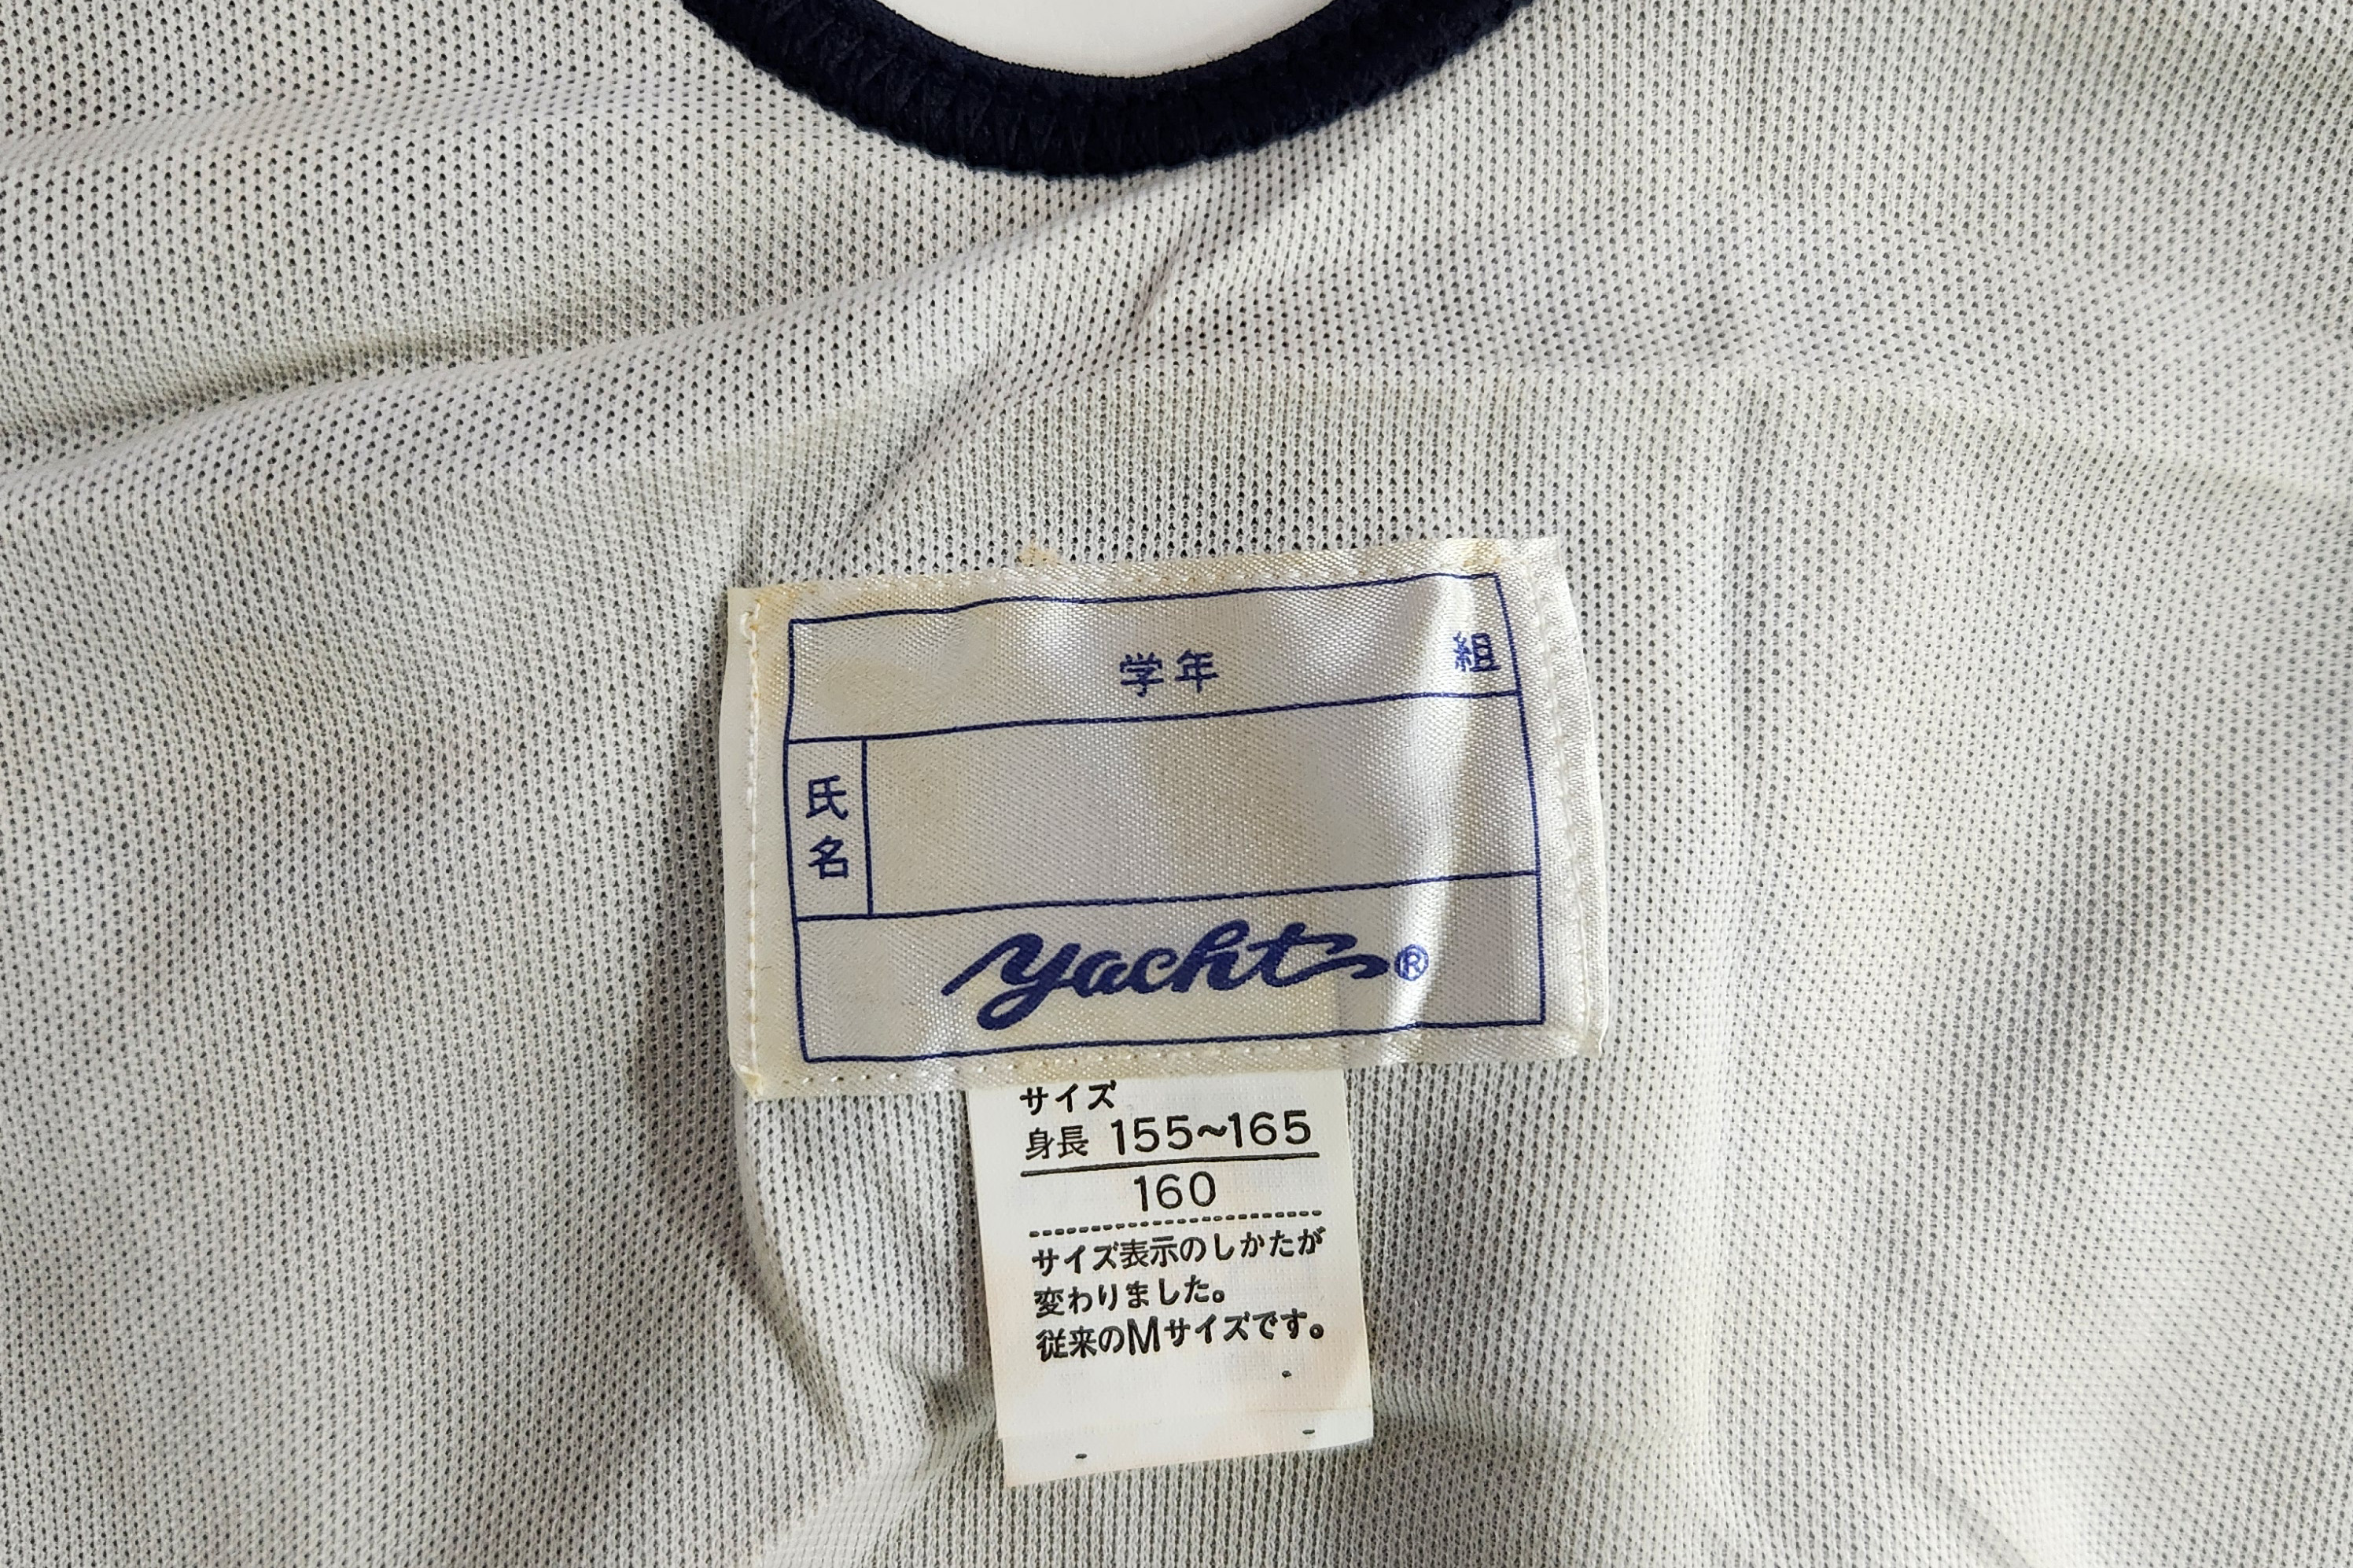 学年 組
氏名
yacht®
サイズ
身長 155~165
160
サイズ表示のしかたが
変わりました。
従来のMサイズです。